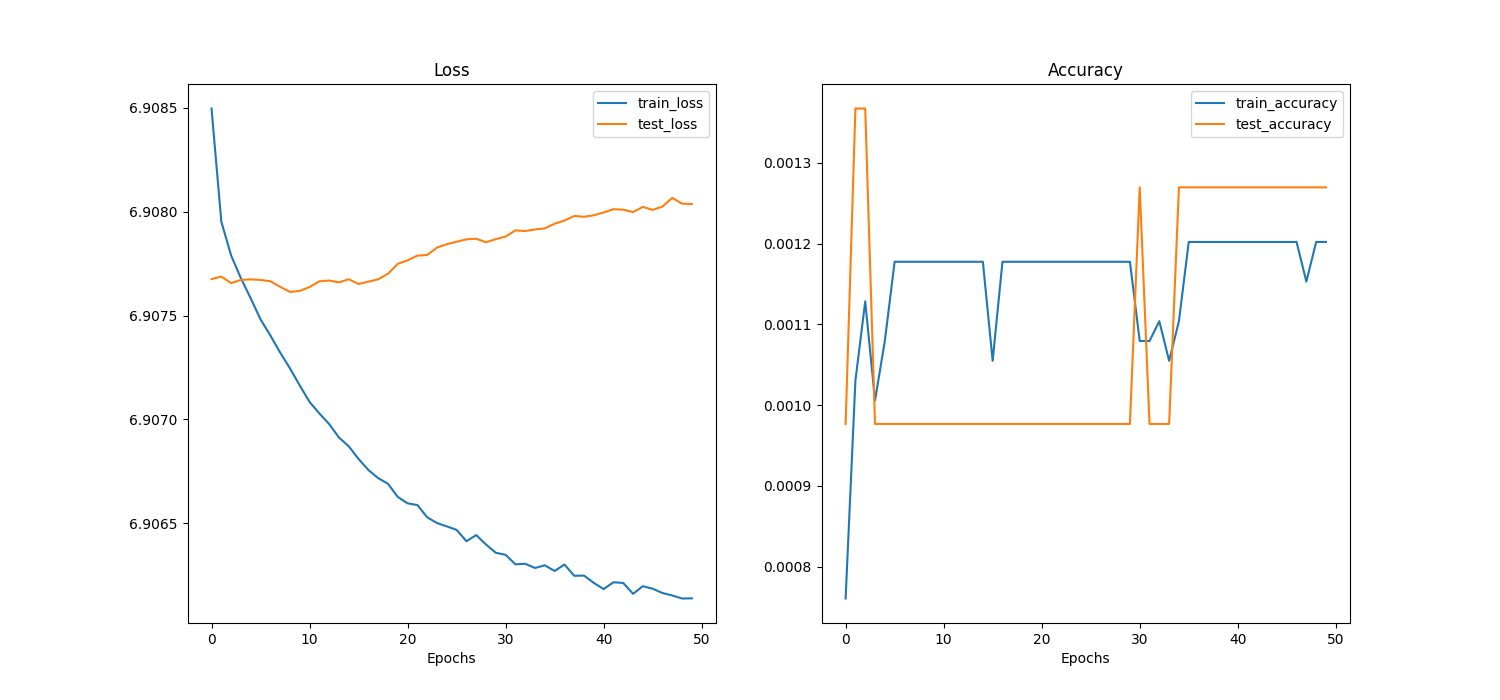 Loss
6.9085
6.9080
6.9075
6.9070
6.9065
train_loss
test_loss
0 10 20 30 40 50
Epochs
Accuracy
0.0013
0.0012
0.0011
0.0010
0.0009
0.0008
train_accuracy
test_accuracy
0 10 20 30 40 50
Epochs